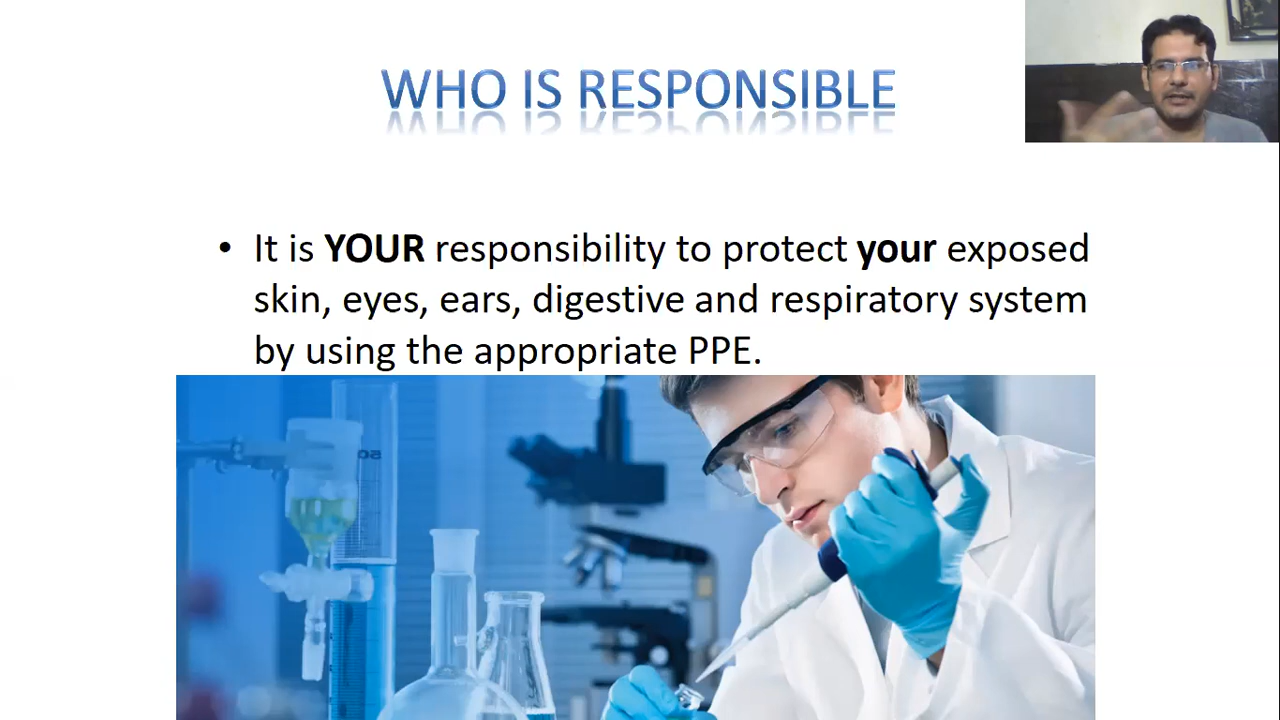 WHO IS RESPONSIBLE
• It is YOUR responsibility to protect your exposed
skin, eyes, ears, digestive and respiratory system
by using the appropriate PPE.
50